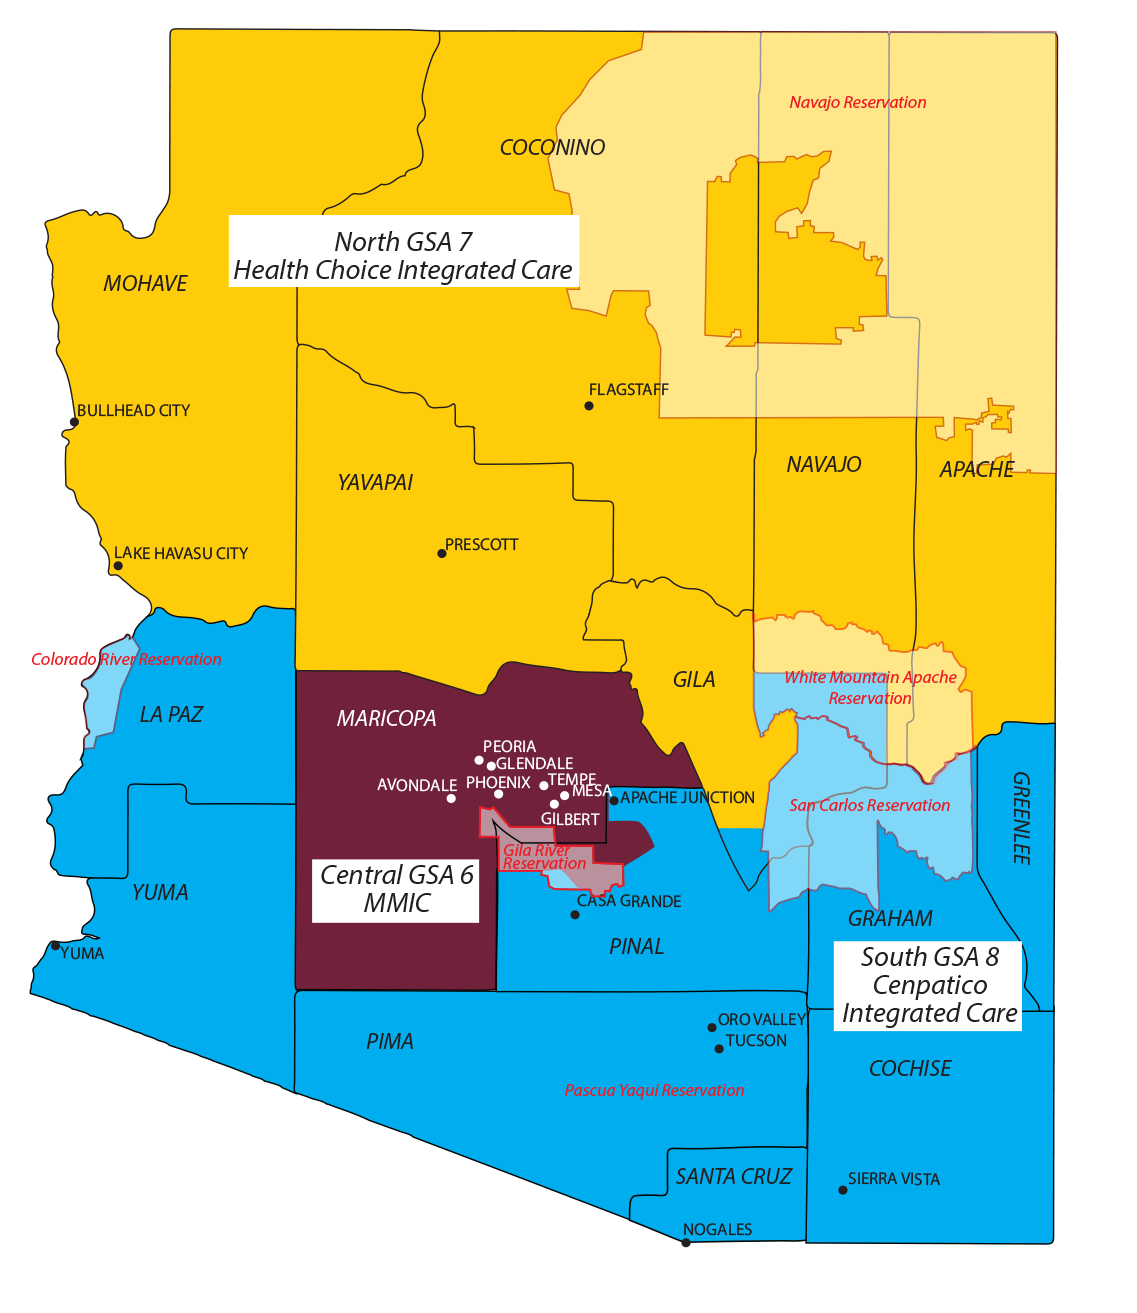 Navajo Reservation
COCONINO
North GSA 7
Health Choice Integrated Care
MOHAVE
FLAGSTAFF
BULLHEAD CITY
NAVAJO
APACHE
YAVAPAI
PRESCOTT
LAKE HAVASU CITY
Colorado River Reservation
GILA
White Mountain Apache
Reservation
LA PAZ
MARICOPA
PEORIA
GLENDALE
AVONDALE
PHOENIX
TEMPE
MESA
APACHE JUNCTION
San Carlos Reservation
GREENLEE
GILBERT
Gila River
Reservation
Central GSA 6
MMIC
YUMA
CASA GRANDE
GRAHAM
YUMA
PINAL
South GSA 8
Cenpatico
Integrated Care
ORO VALLEY
PIMA
TUCSON
COCHISE
Pascua Yaqui Reservation
SANTA CRUZ
SIERRA VISTA
NOGALES